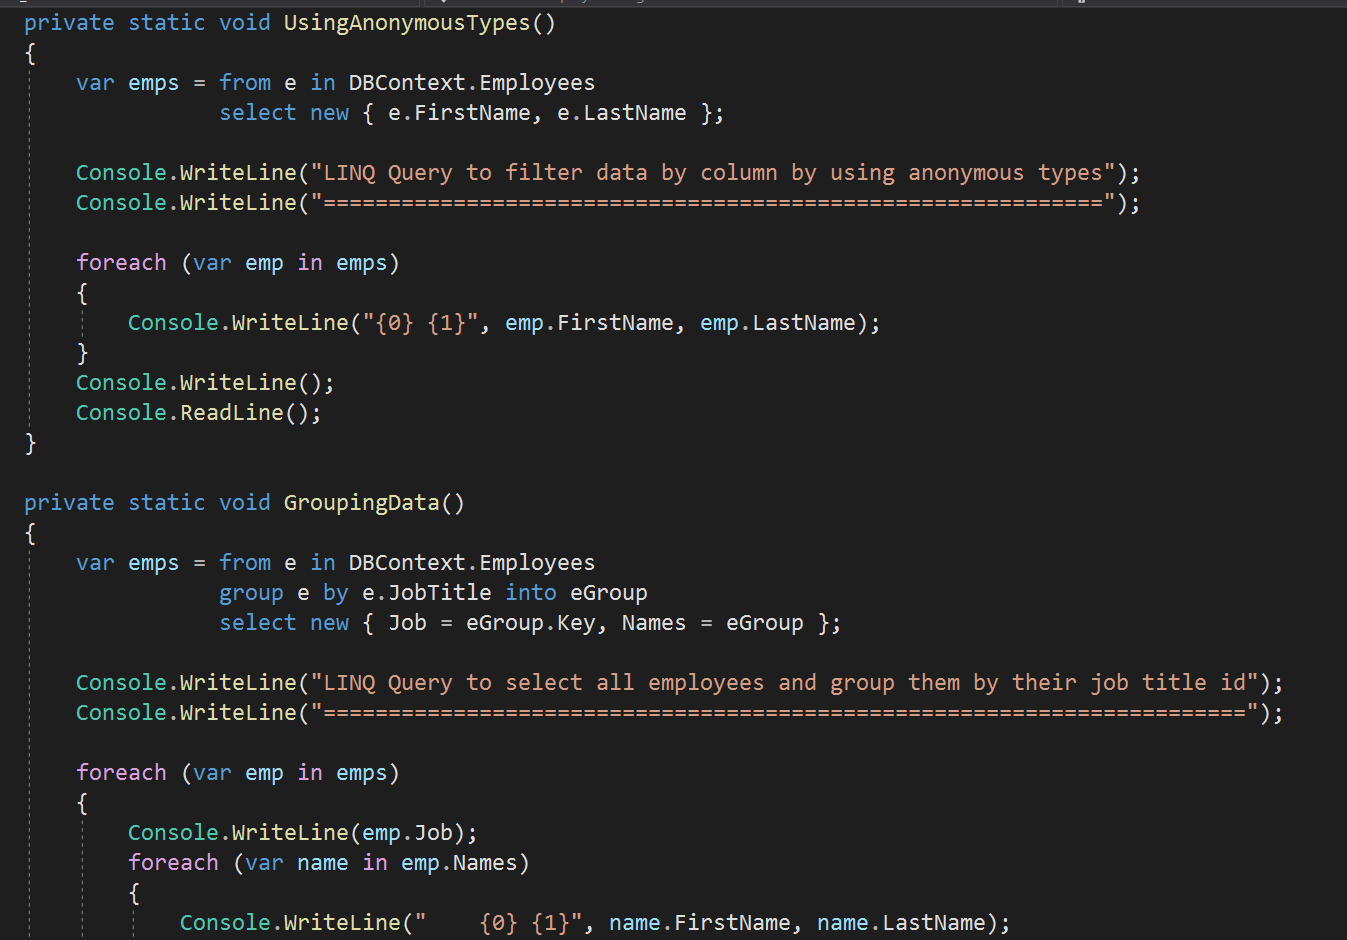 private static void UsingAnonymousTypes()
{
    var emps = from e in DBContext.Employees
               select new { e.FirstName, e.LastName };

    Console.WriteLine("LINQ Query to filter data by column by using anonymous types");
    Console.WriteLine("============================================================");

    foreach (var emp in emps)
    {
        Console.WriteLine("{0} {1}", emp.FirstName, emp.LastName);
    }
    Console.WriteLine();
    Console.ReadLine();
}

private static void GroupingData()
{
    var emps = from e in DBContext.Employees
               group e by e.JobTitle into eGroup
               select new { Job = eGroup.Key, Names = eGroup };

    Console.WriteLine("LINQ Query to select all employees and group them by their job title id");
    Console.WriteLine("=======================================================================");

    foreach (var emp in emps)
    {
        Console.WriteLine(emp.Job);
        foreach (var name in emp.Names)
        {
            Console.WriteLine("    {0} {1}", name.FirstName, name.LastName);